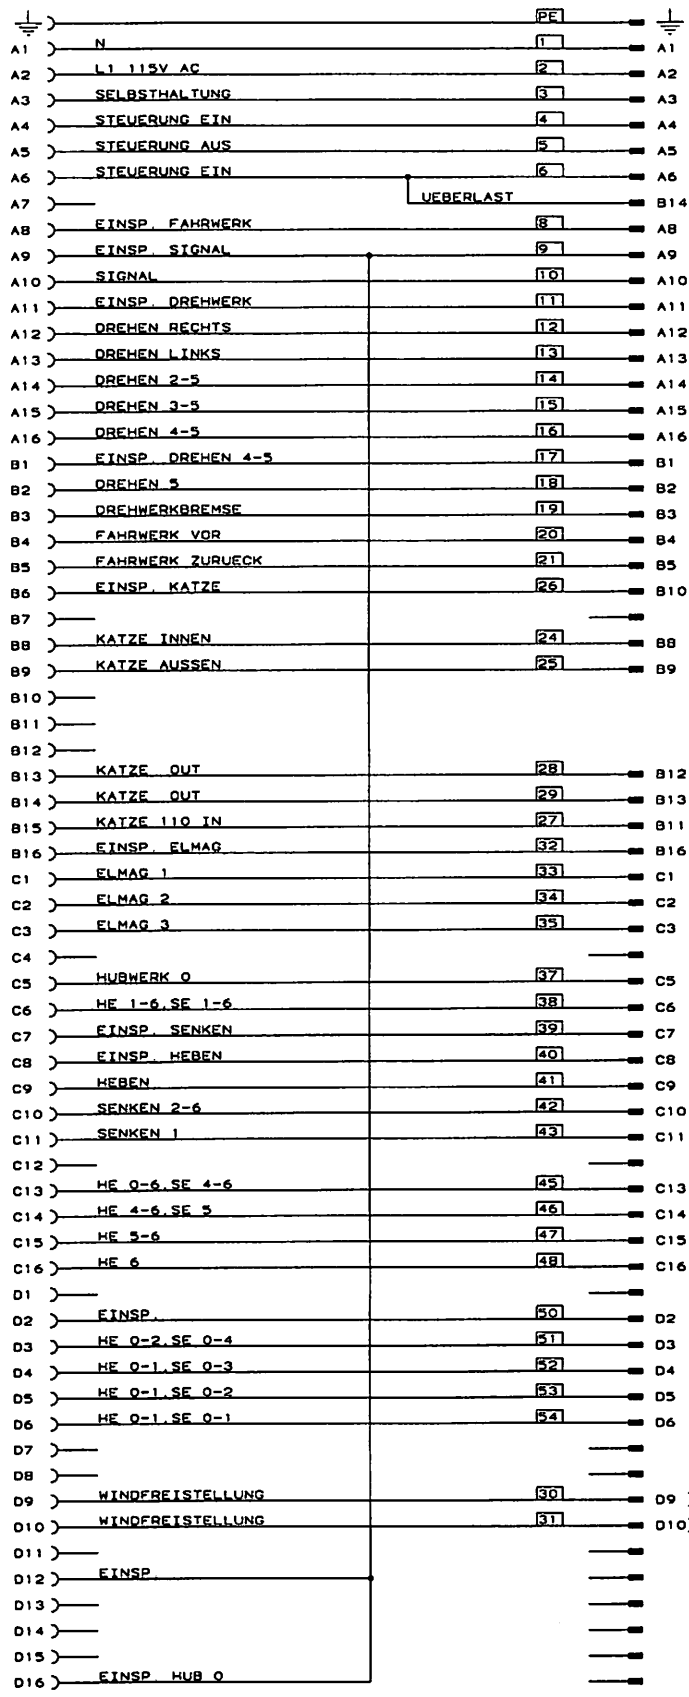 PE
A1 N 1 A1
A2 L1 115V AC 2 A2
A3 SELBSTHALTUNG 3 A3
A4 STEUERUNG EIN 4 A4
A5 STEUERUNG AUS 5 A5
A6 STEUERUNG EIN 6 A6
A7 UEBERLAST B14
A8 EINSP. FAHRWERK 8 A8
A9 EINSP. SIGNAL 9 A9
A10 SIGNAL 10 A10
A11 EINSP. DREHWERK 11 A11
A12 DREHEN RECHTS 12 A12
A13 DREHEN LINKS 13 A13
A14 DREHEN 2-5 14 A14
A15 DREHEN 3-5 15 A15
A16 DREHEN 4-5 16 A16
B1 EINSP. DREHEN 4-5 17 B1
B2 DREHEN 5 18 B2
B3 DREHWERKBREMSE 19 B3
B4 FAHRWERK VOR 20 B4
B5 FAHRWERK ZURUECK 21 B5
B6 EINSP. KATZE 26 B10
B7
B8 KATZE INNEN 24 B8
B9 KATZE AUSSEN 25 B9
B10
B11
B12
B13 KATZE OUT 28 B12
B14 KATZE OUT 29 B13
B15 KATZE 110 IN 27 B11
B16 EINSP. ELMAG 32 B16
C1 ELMAG 1 33 C1
C2 ELMAG 2 34 C2
C3 ELMAG 3 35 C3
C4
C5 HUBWERK 0 37 C5
C6 HE 1-6.SE 1-6 38 C6
C7 EINSP. SENKEN 39 C7
C8 EINSP. HEBEN 40 C8
C9 HEBEN 41 C9
C10 SENKEN 2-6 42 C10
C11 SENKEN 1 43 C11
C12
C13 HE 0-6.SE 4-6 45 C13
C14 HE 4-6.SE 5 46 C14
C15 HE 5-6 47 C15
C16 HE 6 48 C16
D1
D2 EINSP. 50 D2
D3 HE 0-2.SE 0-4 51 D3
D4 HE 0-1.SE 0-3 52 D4
D5 HE 0-1.SE 0-2 53 D5
D6 HE 0-1.SE 0-1 54 D6
D7
D8
D9 WINDFREISTELLUNG 30 D9
D10 WINDFREISTELLUNG 31 D10
D11
D12 EINSP.
D13
D14
D15
D16 EINSP. HUB 0